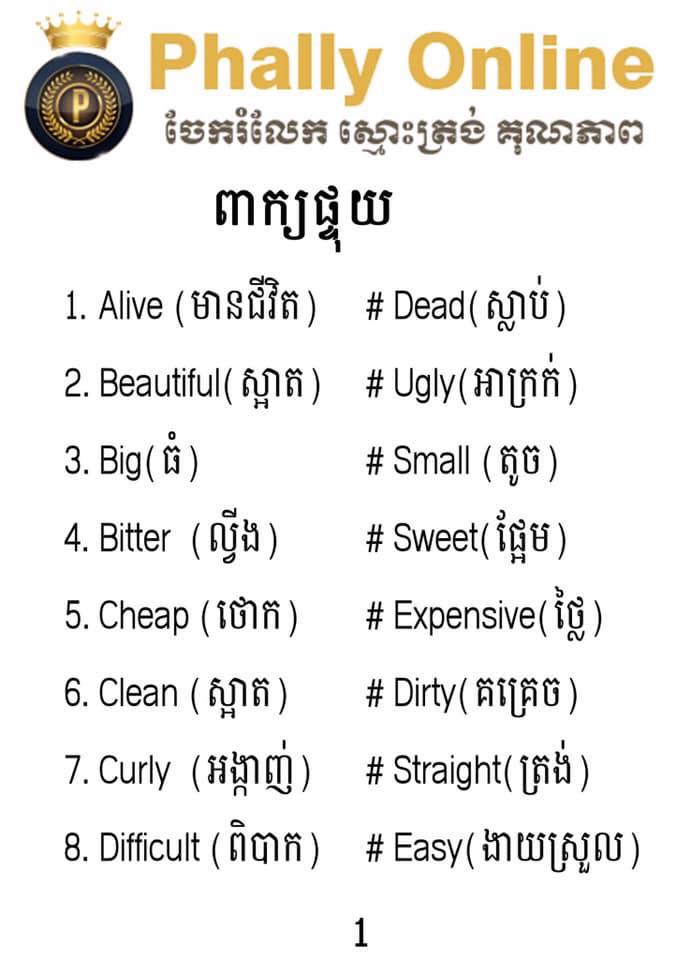 P
Phally Online
ចែករំលែក ស្មោះត្រង់ គុណភាព
ពាក្យផ្ទុយ
1. Alive (មានជីវិត) # Dead(ស្លាប់)
2. Beautiful(ស្អាត) # Ugly(អាក្រក់)
3. Big(ធំ) # Small (តូច)
4. Bitter (ល្វីង) # Sweet(ផ្អែម)
5. Cheap (ថោក) # Expensive(ថ្លៃ)
6. Clean (ស្អាត) # Dirty(គគ្រេច)
7. Curly (អង្កាញ់) # Straight(ត្រង់)
8. Difficult (ពិបាក) # Easy(ងាយស្រួល)
1